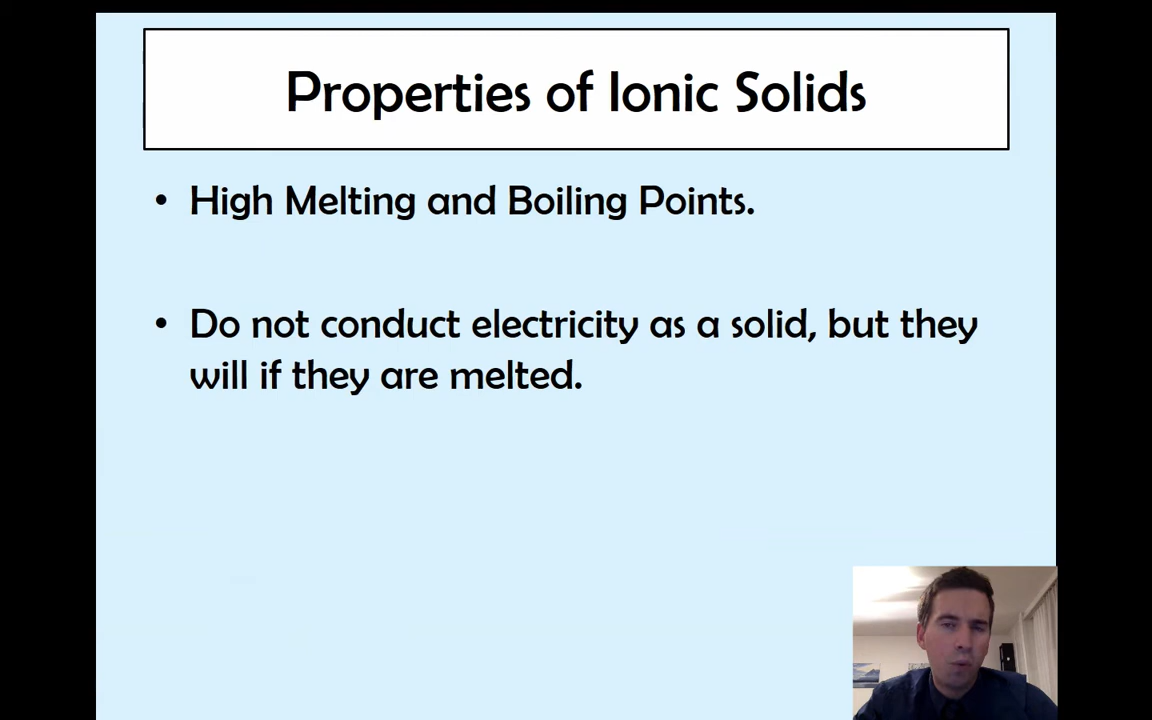 Properties of Ionic Solids
• High Melting and Boiling Points.
• Do not conduct electricity as a solid, but they
will if they are melted.